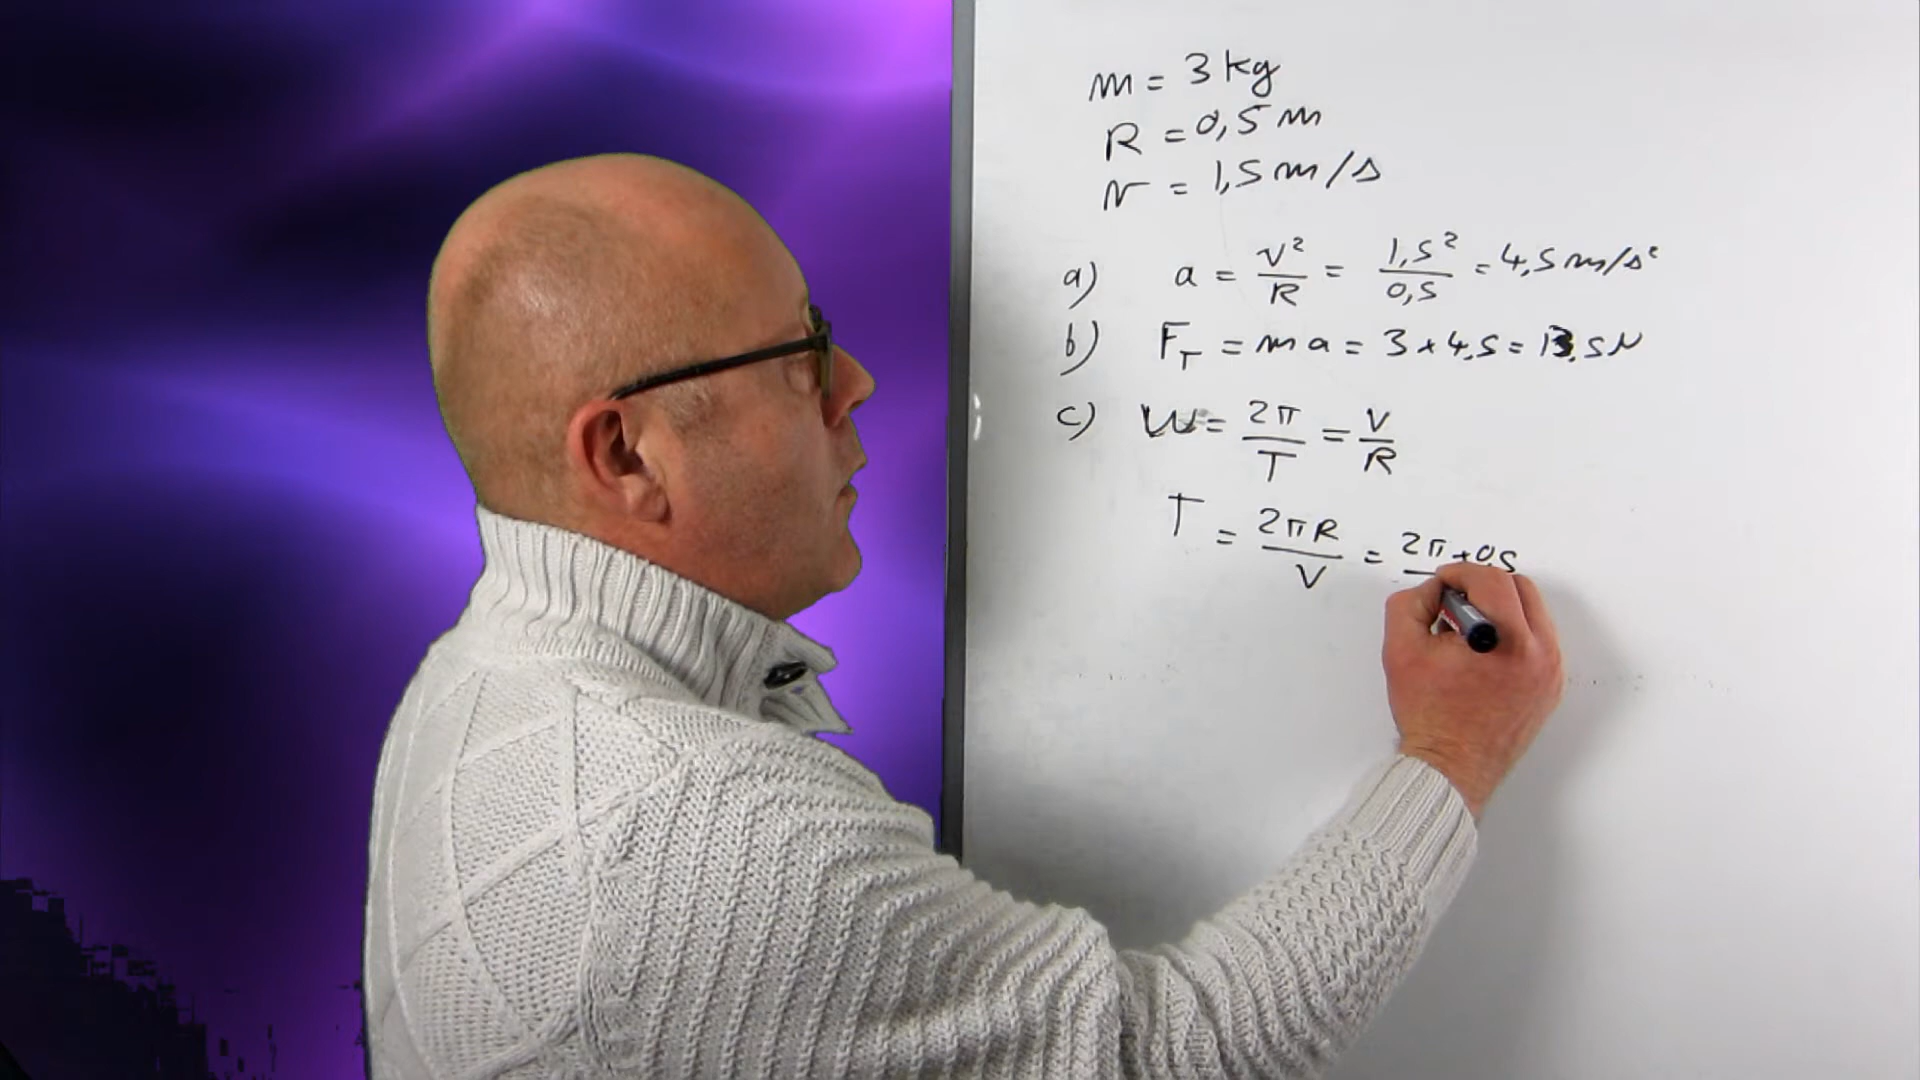 m = 3 kg
R = 0,5 m
v = 1,5 m/s
a) a = v²/R = 1,5²/0,5 = 4,5 m/s²
b) F_T = m a = 3 × 4,5 = 13,5 N
c) W = 2π/T = V/R
T = 2πR/V = 2π × 0,5